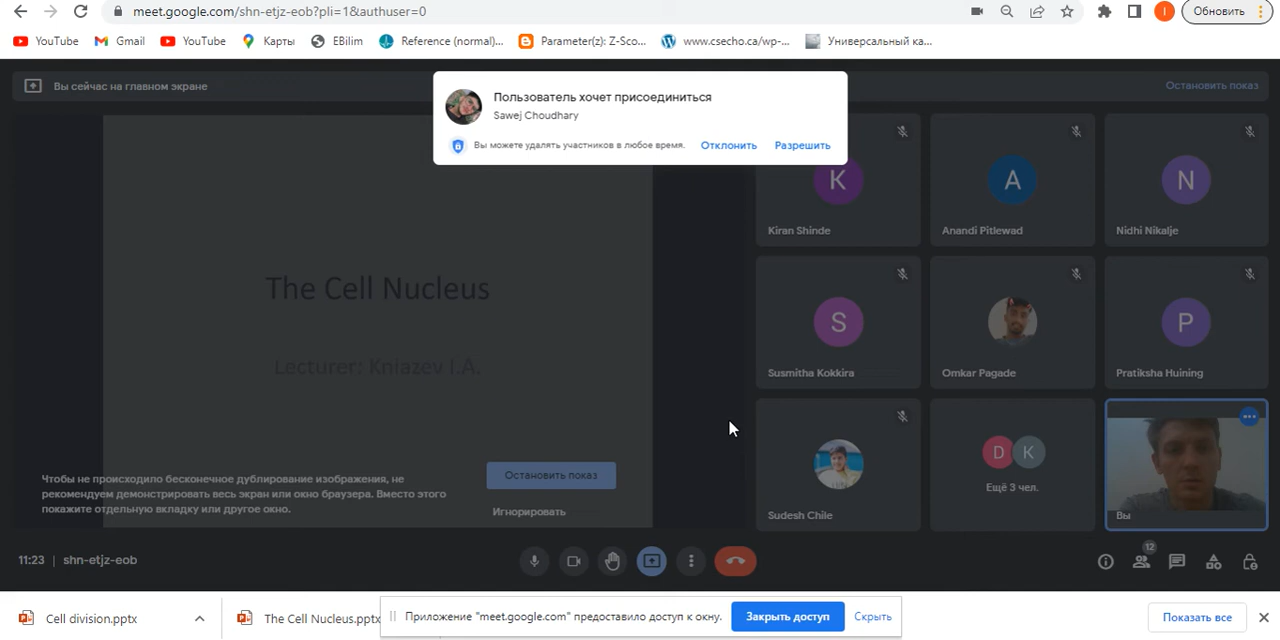 meet.google.com/shn-etjz-eob?pli=1&authuser=0
I
Обновить
YouTube
Gmail
YouTube
Карты
EBilim
Reference (normal)...
Parameter(z): Z-Sco...
www.csecho.ca/wp-...
Универсальный ка...
Вы сейчас на главном экране
Остановить показ
Пользователь хочет присоединиться
Sawej Choudhary
Вы можете удалять участников в любое время.
Отклонить
Разрешить
K
Kiran Shinde
A
Anandi Pitlewad
N
Nidhi Nikalje
The Cell Nucleus
Lecturer: Kniazev I.A.
S
Susmitha Kokkira
Omkar Pagade
P
Pratiksha Huining
Чтобы не происходило бесконечное дублирование изображения, не
рекомендуем демонстрировать весь экран или окно браузера. Вместо этого
покажите отдельную вкладку или другое окно.
Остановить показ
Игнорировать
Sudesh Chile
D
K
Ещё 3 чел.
Вы
11:23
shn-etjz-eob
12
Cell division.pptx
The Cell Nucleus.pptx
Приложение "meet.google.com" предоставило доступ к окну.
Закрыть доступ
Скрыть
Показать все